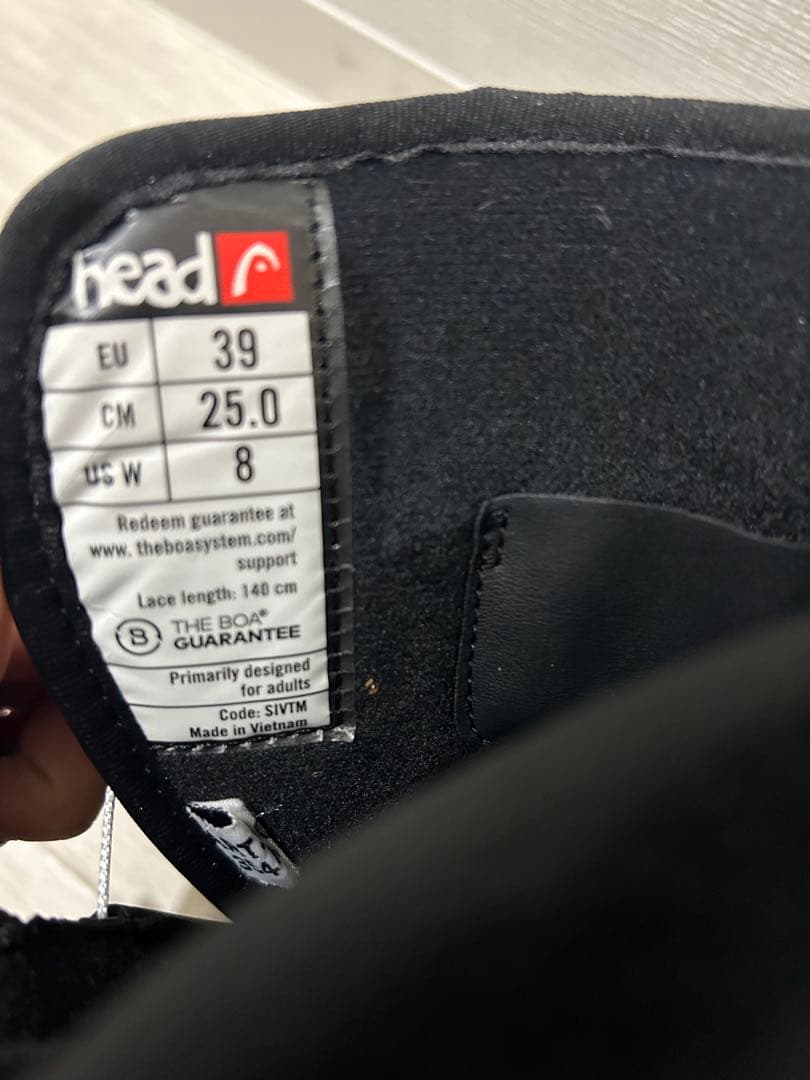 head
EU 39
CM 25.0
US W 8
Redeem guarantee at
www. theboasystem.com/
support
Lace length: 140 cm
B THE BOA®
GUARANTEE
Primarily designed
for adults
Code: SIVTM
Made in Vietnam